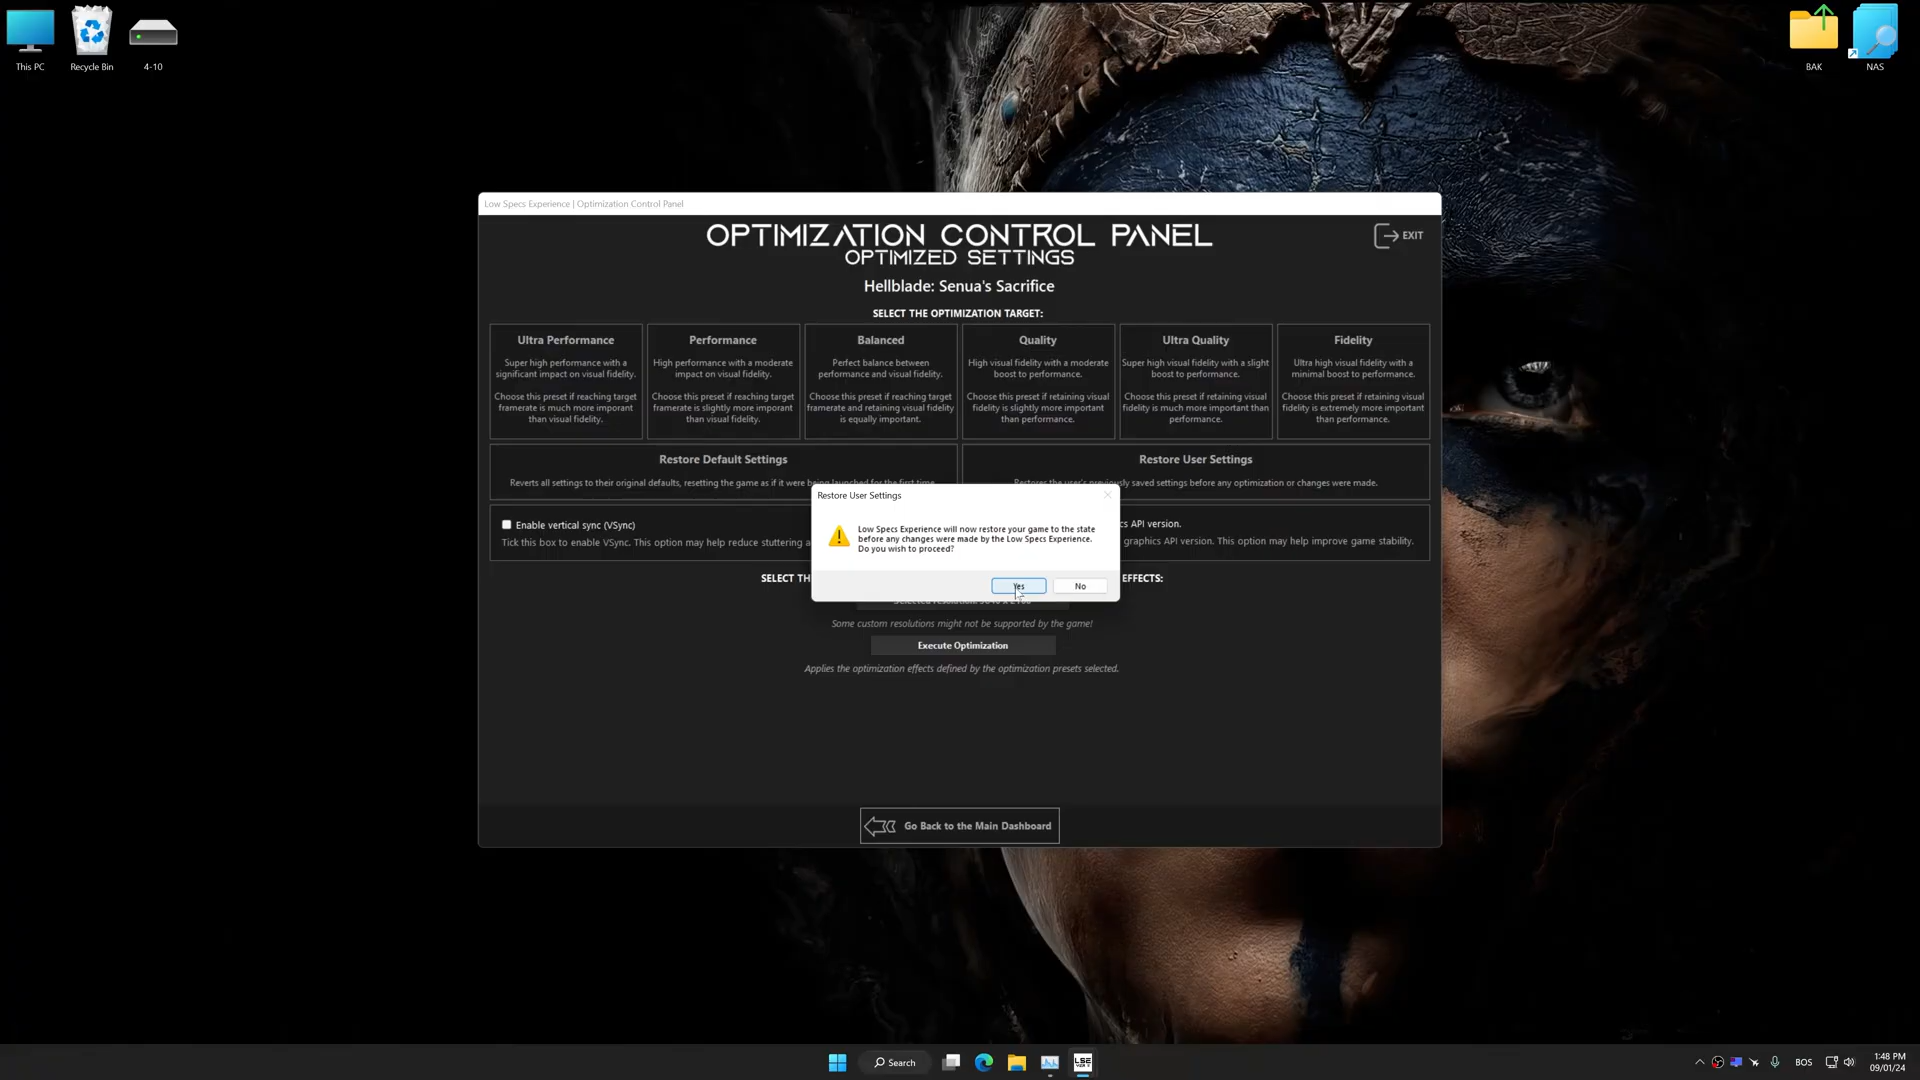 This PC
Recycle Bin
4-10
BAK
NAS
Low Specs Experience | Optimization Control Panel
OPTIMIZATION CONTROL PANEL
EXIT
OPTIMIZED SETTINGS
Hellblade: Senua's Sacrifice
SELECT THE OPTIMIZATION TARGET:
Ultra Performance
Super high performance with a
significant impact on visual fidelity.
Choose this preset if reaching target
framerate is much more imporant
than visual fidelity.
Performance
High performance with a moderate
impact on visual fidelity.
Choose this preset if reaching target
framerate is slightly more imporant
than visual fidelity.
Balanced
Perfect balance between
performance and visual fidelity.
Choose this preset if reaching target
framerate and retaining visual fidelity
is equally important.
Quality
High visual fidelity with a moderate
boost to performance.
Choose this preset if retaining visual
fidelity is slightly more important
than performance.
Ultra Quality
Super high visual fidelity with a slight
boost to performance.
Choose this preset if retaining visual
fidelity is much more important than
performance.
Fidelity
Ultra high visual fidelity with a
minimal boost to performance.
Choose this preset if retaining visual
fidelity is extremely more important
than performance.
Restore Default Settings
Reverts all settings to their original defaults, resetting the game as if it were being launched for the first time.
Restore User Settings
Restores the user's previously saved settings before any optimization or changes were made.
Restore User Settings
Low Specs Experience will now restore your game to the state
before any changes were made by the Low Specs Experience.
Do you wish to proceed?
Yes
No
Enable vertical sync (VSync)
Tick this box to enable VSync. This option may help reduce stuttering a
cs API version.
graphics API version. This option may help improve game stability.
SELECT TH
EFFECTS:
Some custom resolutions might not be supported by the game!
Execute Optimization
Applies the optimization effects defined by the optimization presets selected.
Go Back to the Main Dashboard
Search
LSE
BOS
1:48 PM
09/01/24